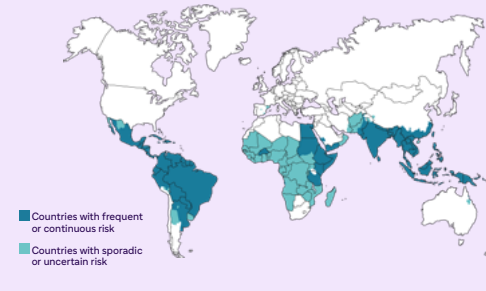 Countries with frequent
or continuous risk
Countries with sporadic
or uncertain risk